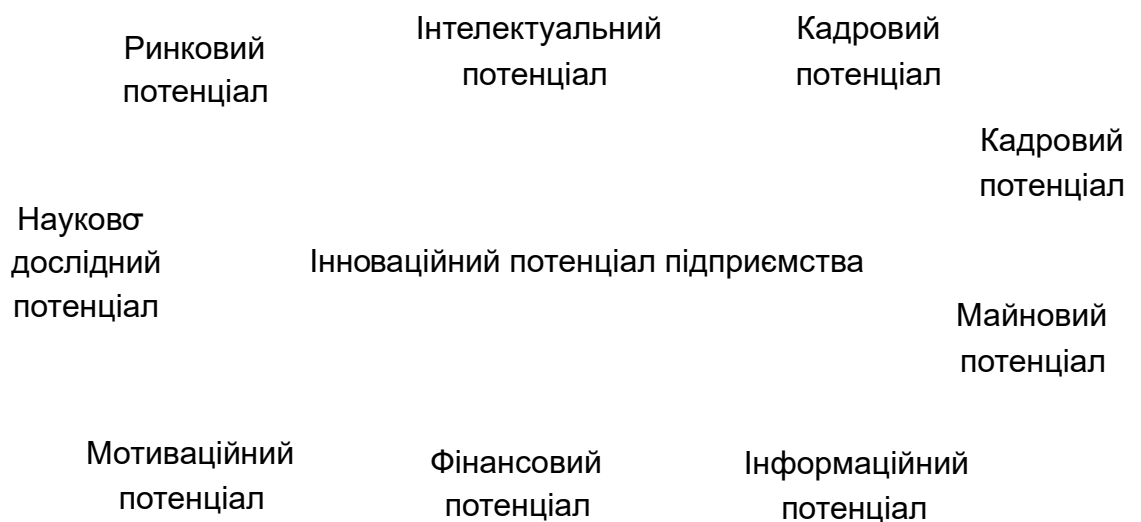 Ринковий
потенціал
Інтелектуальний
потенціал
Кадровий
потенціал
Кадровий
потенціал
Науково-
дослідний
потенціал
Інноваційний потенціал підприємства
Майновий
потенціал
Мотиваційний
потенціал
Фінансовий
потенціал
Інформаційний
потенціал